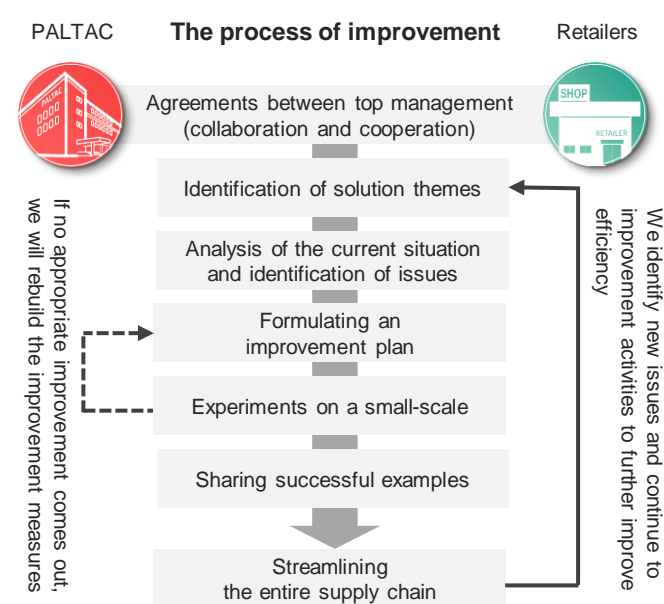 PALTAC
The process of improvement
Retailers
PALTAC
SHOP
RETAILER
Agreements between top management
(collaboration and cooperation)
Identification of solution themes
Analysis of the current situation
and identification of issues
Formulating an
improvement plan
Experiments on a small-scale
Sharing successful examples
Streamlining
the entire supply chain
If no appropriate improvement comes out,
we will rebuild the improvement measures
We identify new issues and continue to
improvement activities to further improve
efficiency